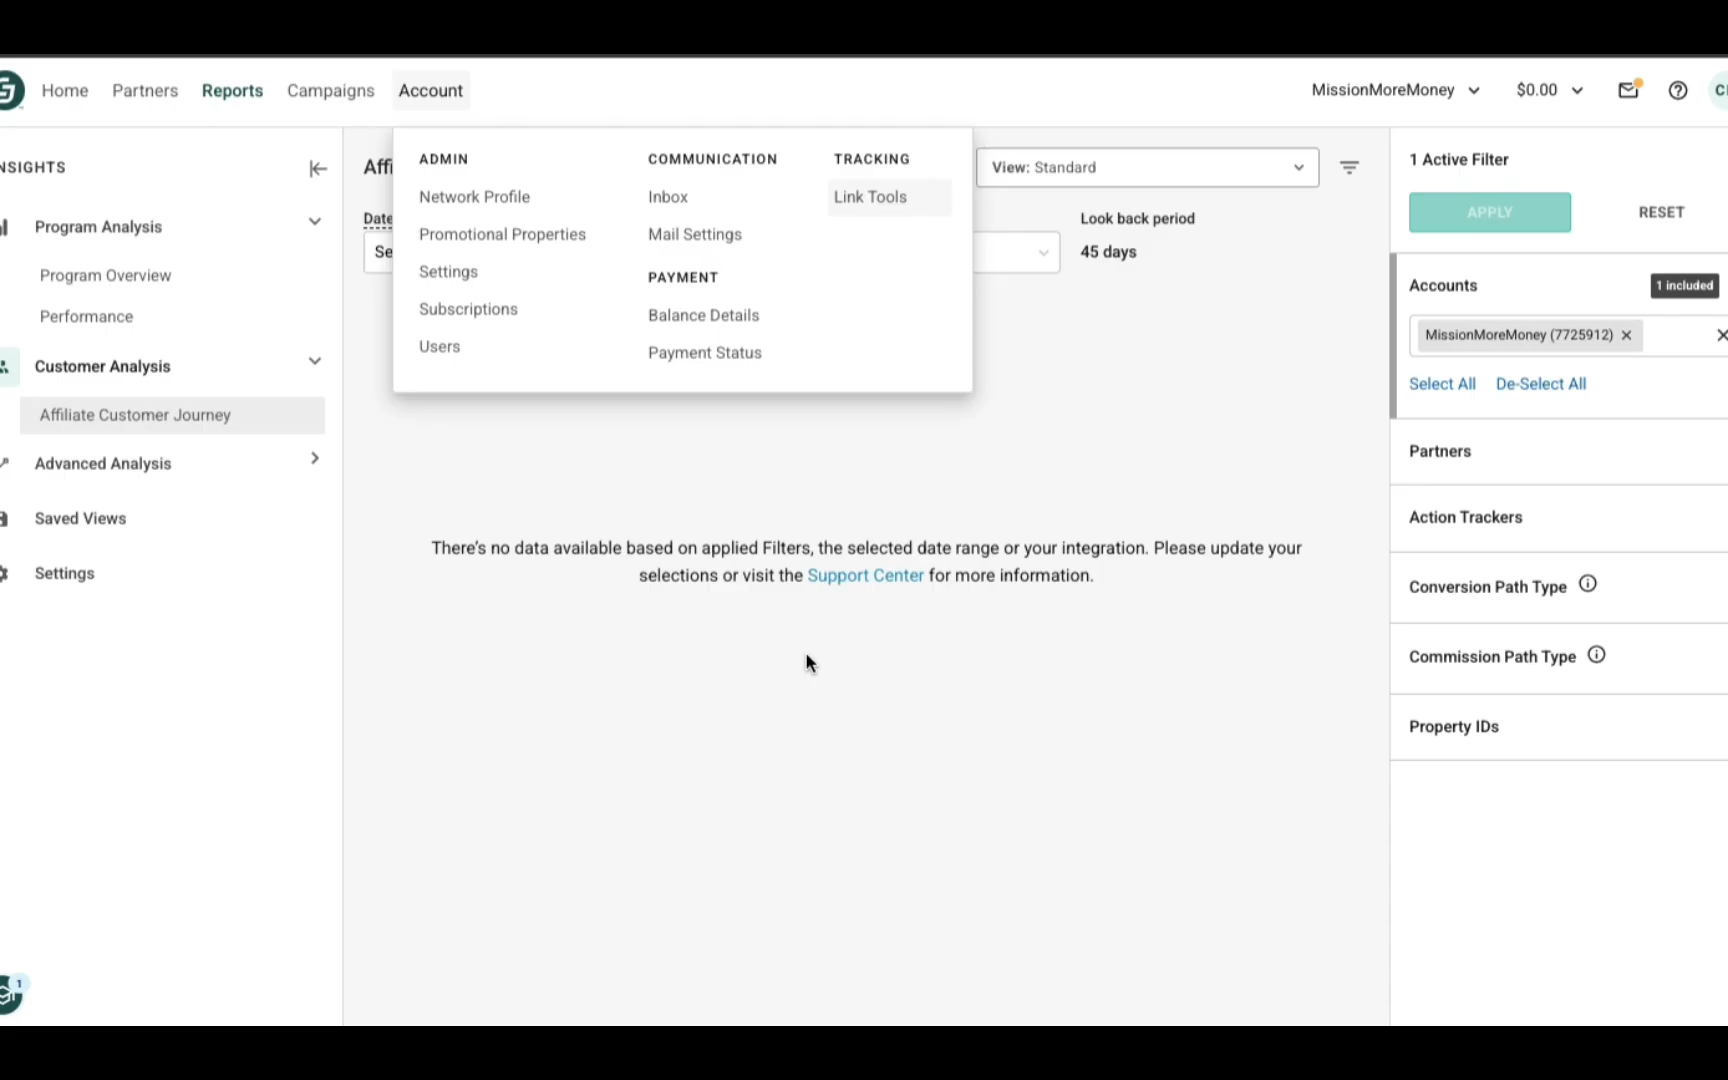 Home Partners Reports Campaigns Account
MissionMoreMoney $0.00
NSIGHTS
Program Analysis
Program Overview
Performance
Customer Analysis
Affiliate Customer Journey
Advanced Analysis
Saved Views
Settings
1
Affi
Date
Se
ADMIN
Network Profile
Promotional Properties
Settings
Subscriptions
Users
COMMUNICATION
Inbox
Mail Settings
PAYMENT
Balance Details
Payment Status
TRACKING
Link Tools
View: Standard
Look back period
45 days
There's no data available based on applied Filters, the selected date range or your integration. Please update your
selections or visit the Support Center for more information.
1 Active Filter
APPLY RESET
Accounts 1 included
MissionMoreMoney (7725912)
Select All De-Select All
Partners
Action Trackers
Conversion Path Type
Commission Path Type
Property IDs